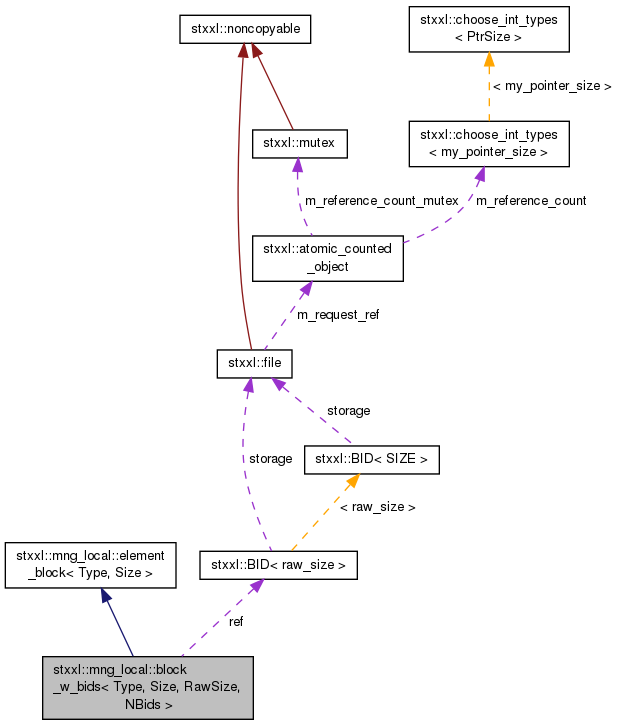 stxxl::noncopyable
stxxl::choose_int_types
< PtrSize >
< my_pointer_size >
stxxl::mutex
stxxl::choose_int_types
< my_pointer_size >
m_reference_count_mutex
m_reference_count
stxxl::atomic_counted
_object
m_request_ref
stxxl::file
storage
storage
stxxl::BID< SIZE >
< raw_size >
stxxl::mng_local::element
_block< Type, Size >
stxxl::BID< raw_size >
ref
stxxl::mng_local::block
_w_bids< Type, Size, RawSize,
NBids >